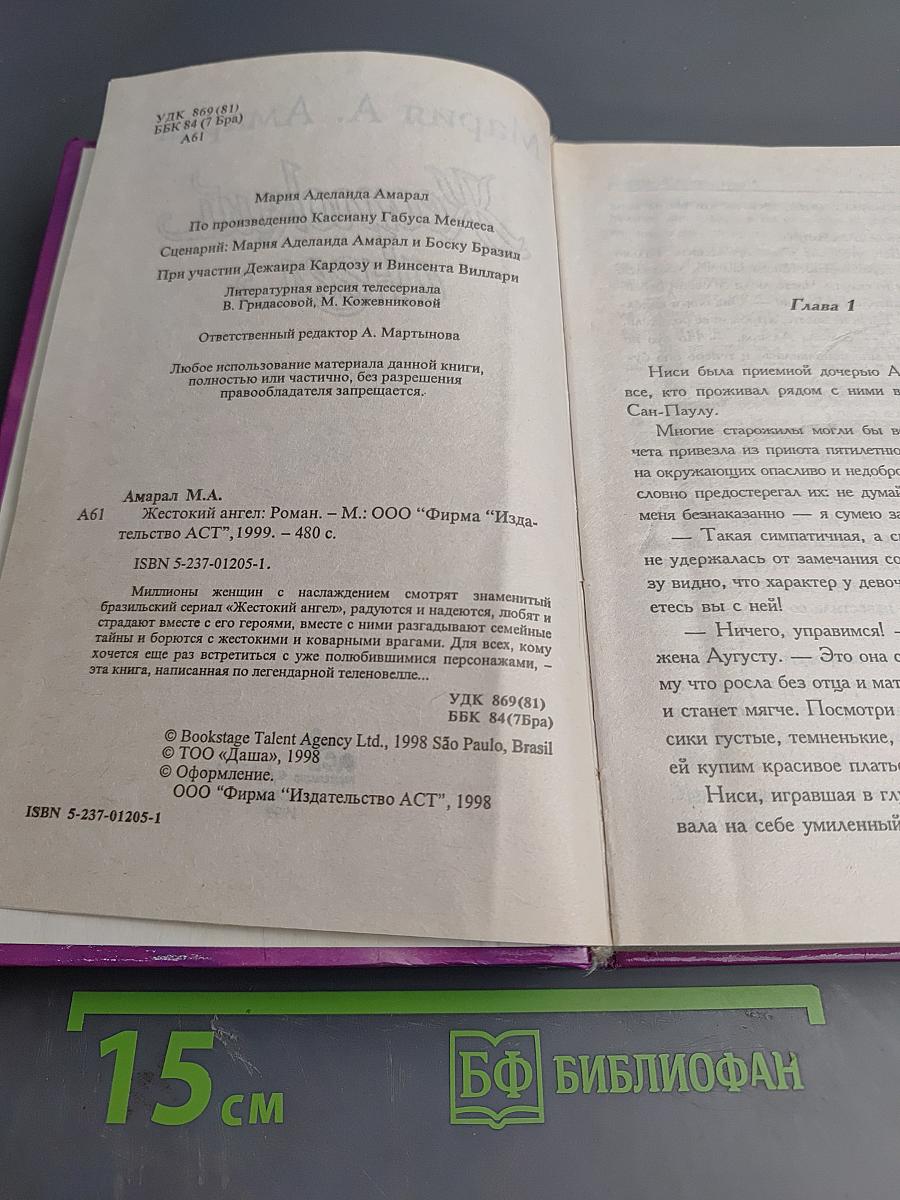 УДК 869(81)
ББК 84(7 Бра)
А61
Мария Аделаида Амарал
По произведению Кассиану Габуса Мендеса
Сценарий: Мария Аделаида Амарал и Боску Бразил
При участии Дежаира Кардозу и Винсента Виллари
Литературная версия телесериала
В. Гридасовой, М. Кожевниковой
Ответственный редактор А. Мартынова
Любое использование материала данной книги,
полностью или частично, без разрешения
правообладателя запрещается.
Амарал М.А.
А61 Жестокий ангел: Роман. – М.: ООО “Фирма “Изда-
тельство АСТ”,1999. – 480 с.
ISBN 5-237-01205-1.
Миллионы женщин с наслаждением смотрят знаменитый
бразильский сериал «Жестокий ангел», радуются и надеются, любят и
страдают вместе с его героями, вместе с ними разгадывают семейные
тайны и борются с жестокими и коварными врагами. Для всех, кому
хочется еще раз встретиться с уже полюбившимися персонажами, –
эта книга, написанная по легендарной теленовелле...
УДК 869(81)
ББК 84(7Бра)
© Bookstage Talent Agency Ltd., 1998 São Paulo, Brasil
© ТОО «Даша», 1998
© Оформление.
ООО “Фирма “Издательство АСТ”, 1998
ISBN 5-237-01205-1
Глава 1
Ниси была приемной дочерью А
все, кто проживал рядом с ними в
Сан-Паулу.
Многие старожилы могли бы в
чета привезла из приюта пятилетню
на окружающих опасливо и недобро
словно предостерегал их: не думай
меня безнаказанно — я сумею за
— Такая симпатичная, а с
не удержалась от замечания со
зу видно, что характер у девоч
етесь вы с ней!
— Ничего, управимся! –
жена Аугусту. — Это она с
му что росла без отца и мат
и станет мягче. Посмотри
сики густые, темненькие,
ей купим красивое плать
Ниси, игравшая в гл
вала на себе умиленный
15 см
БФ БИБЛИОФАН